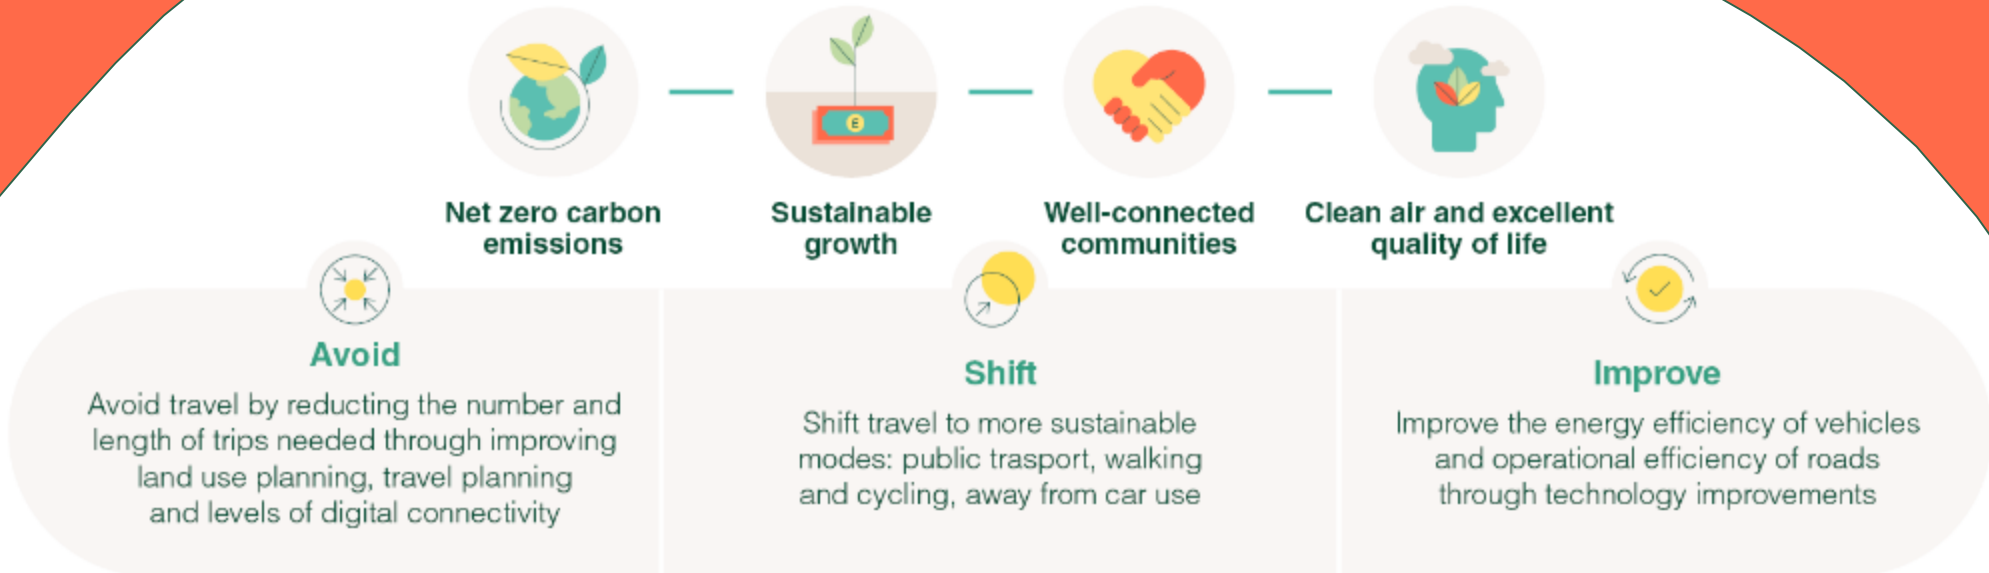 Net zero carbon
emissions
Sustainable
growth
Well-connected
communities
Clean air and excellent
quality of life
Avoid
Avoid travel by reducting the number and
length of trips needed through improving
land use planning, travel planning
and levels of digital connectivity
Shift
Shift travel to more sustainable
modes: public trasport, walking
and cycling, away from car use
Improve
Improve the energy efficiency of vehicles
and operational efficiency of roads
through technology improvements